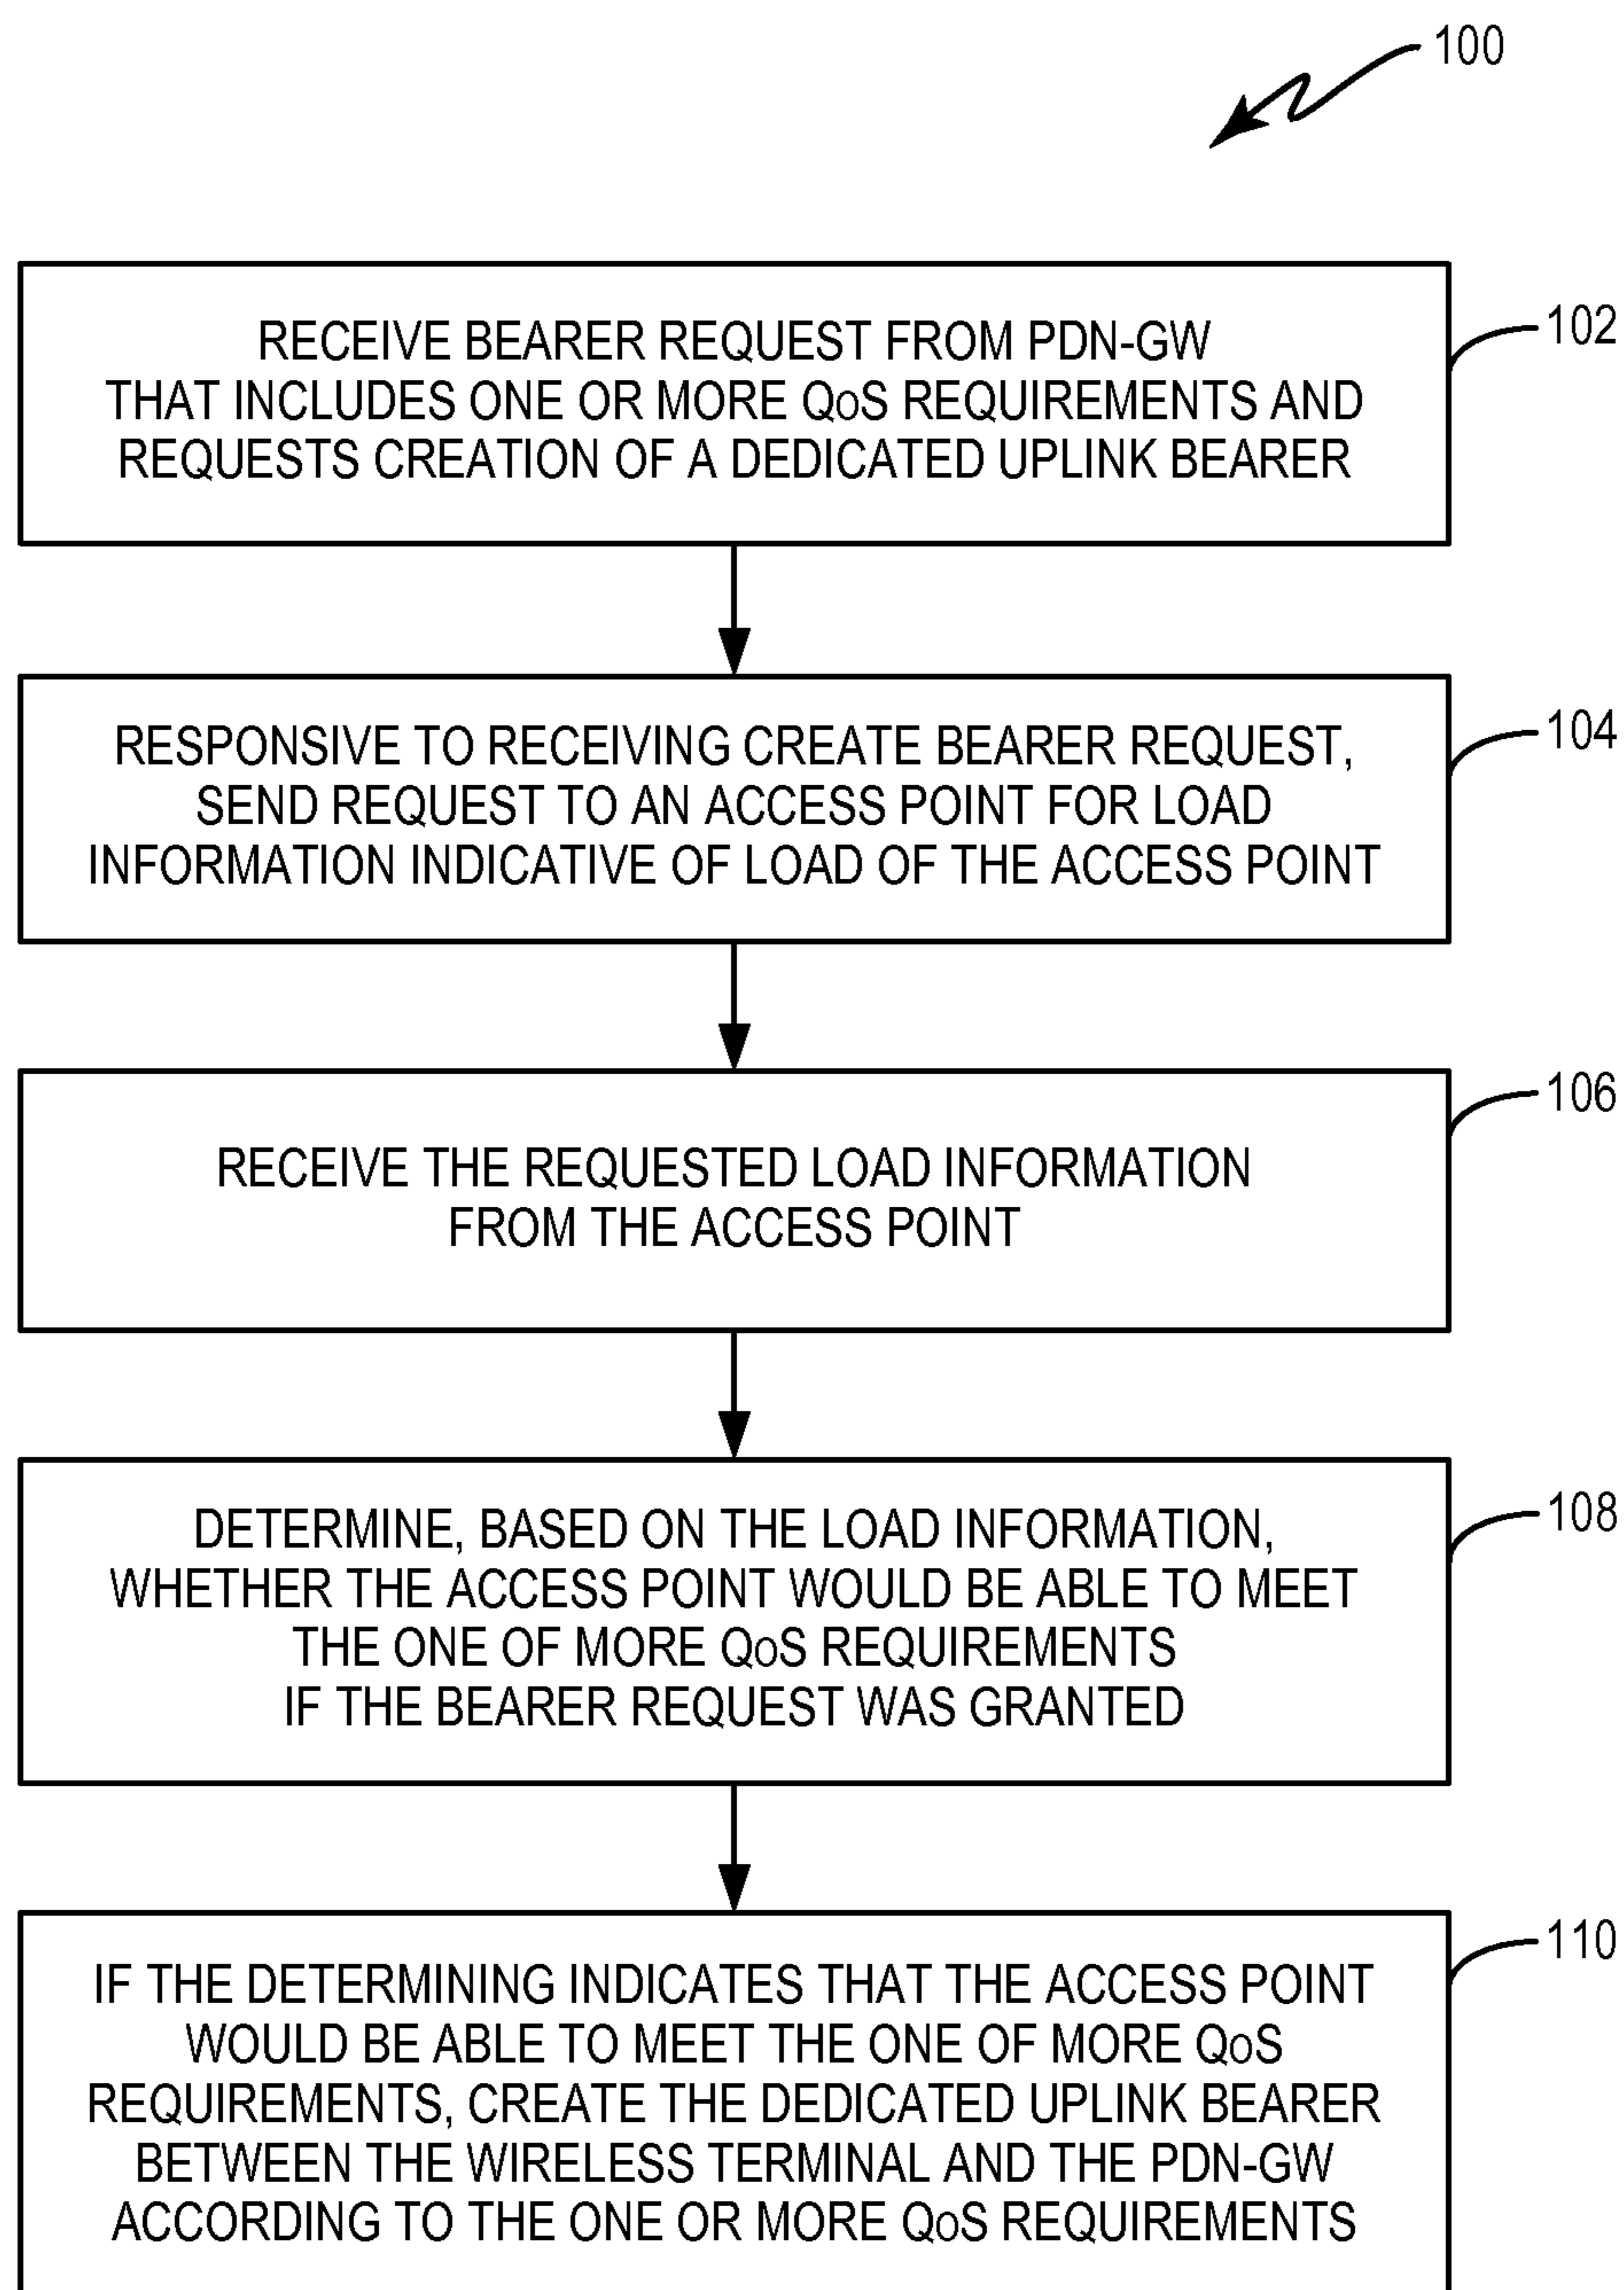 100
RECEIVE BEARER REQUEST FROM PDN-GW
THAT INCLUDES ONE OR MORE QoS REQUIREMENTS AND
REQUESTS CREATION OF A DEDICATED UPLINK BEARER
102
RESPONSIVE TO RECEIVING CREATE BEARER REQUEST,
SEND REQUEST TO AN ACCESS POINT FOR LOAD
INFORMATION INDICATIVE OF LOAD OF THE ACCESS POINT
104
RECEIVE THE REQUESTED LOAD INFORMATION
FROM THE ACCESS POINT
106
DETERMINE, BASED ON THE LOAD INFORMATION,
WHETHER THE ACCESS POINT WOULD BE ABLE TO MEET
THE ONE OF MORE QoS REQUIREMENTS
IF THE BEARER REQUEST WAS GRANTED
108
IF THE DETERMINING INDICATES THAT THE ACCESS POINT
WOULD BE ABLE TO MEET THE ONE OF MORE QoS
REQUIREMENTS, CREATE THE DEDICATED UPLINK BEARER
BETWEEN THE WIRELESS TERMINAL AND THE PDN-GW
ACCORDING TO THE ONE OR MORE QoS REQUIREMENTS
110